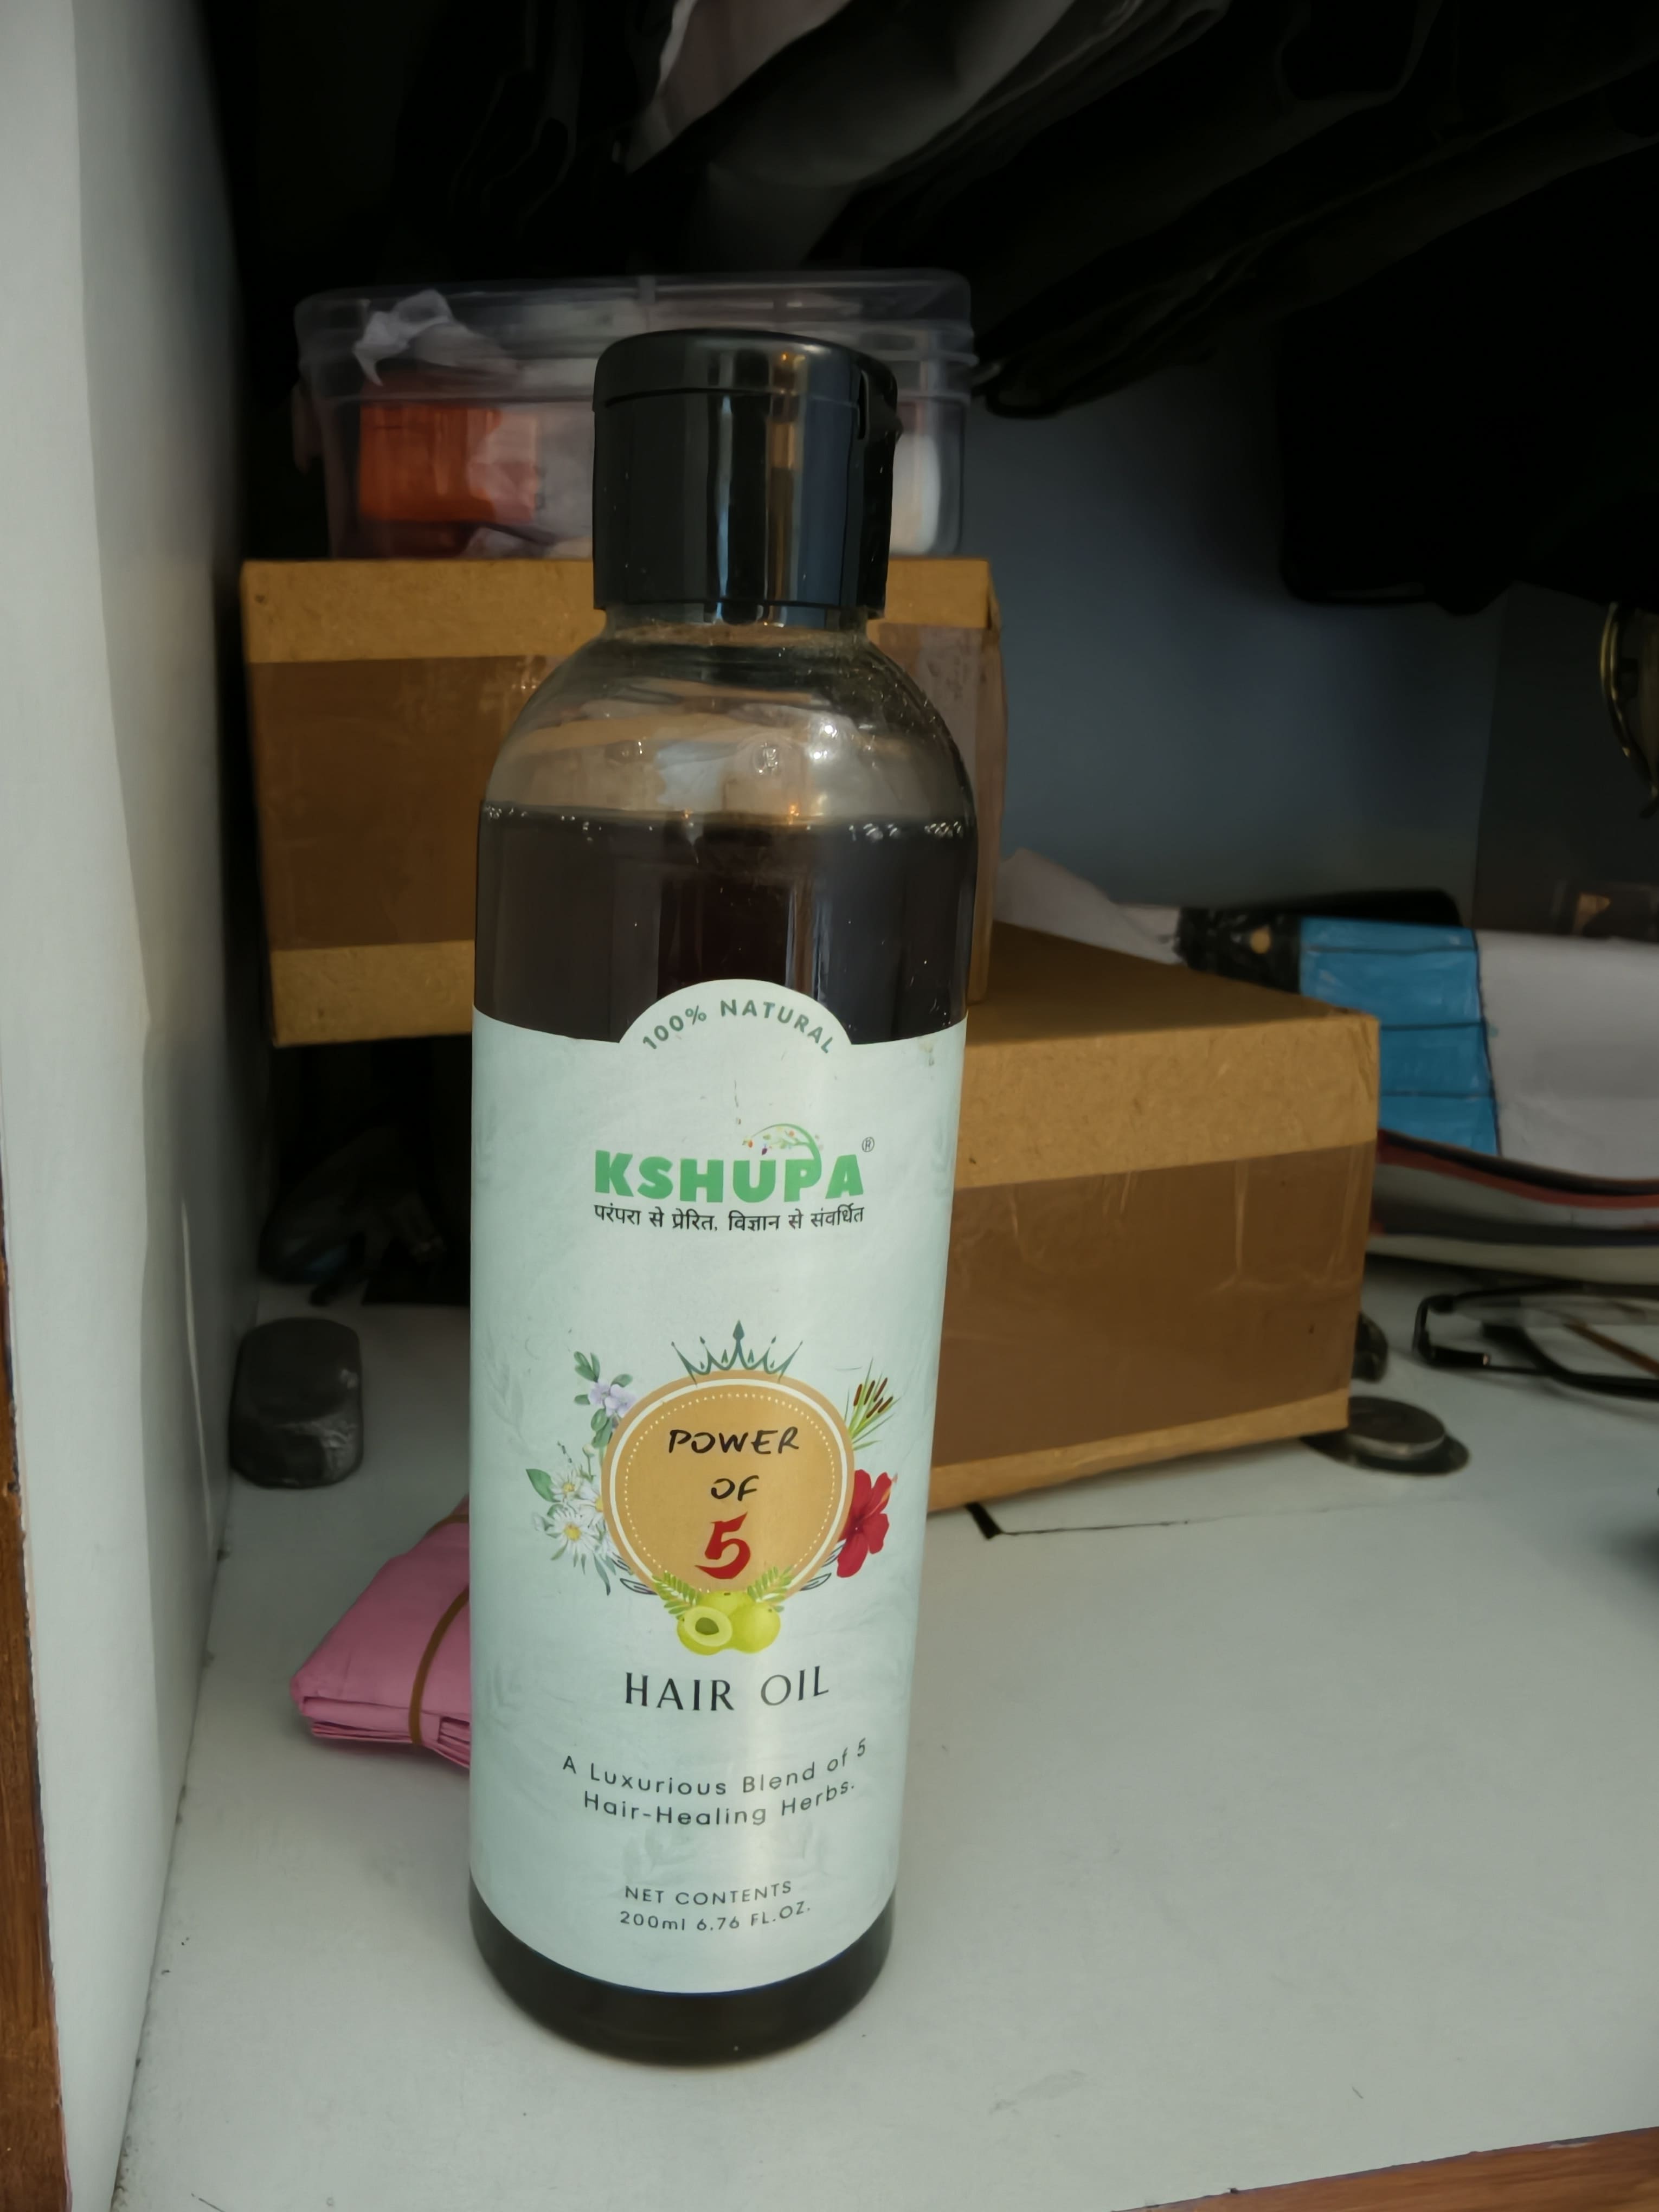 100% NATURAL
KSHUPA®
परंपरा से प्रेरित, विज्ञान से संवर्धित
POWER
OF
5
HAIR OIL
A Luxurious Blend of 5
Hair-Healing Herbs.
NET CONTENTS
200ml 6.76 FL.OZ.